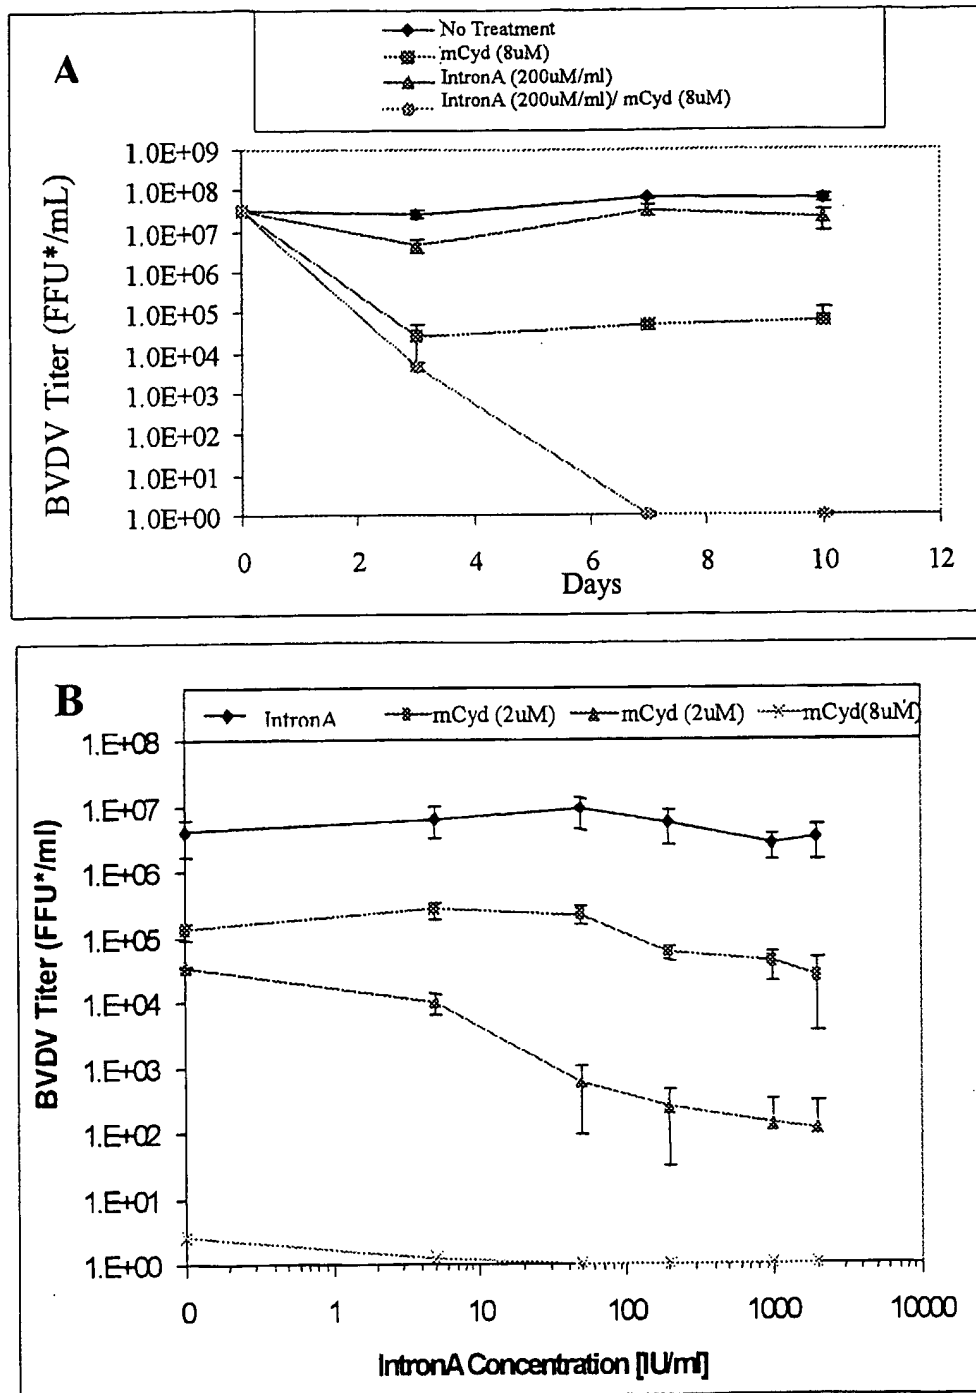 A
No Treatment
mCyd (8uM)
IntronA (200uM/ml)
IntronA (200uM/ml)/ mCyd (8uM)
BVDV Titer (FFU*/mL)
1.0E+09
1.0E+08
1.0E+07
1.0E+06
1.0E+05
1.0E+04
1.0E+03
1.0E+02
1.0E+01
1.0E+00
0 2 4 6 8 10 12
Days
B
IntronA mCyd (2uM) mCyd (2uM) mCyd(8uM)
BVDV Titer (FFU*/ml)
1.E+08
1.E+07
1.E+06
1.E+05
1.E+04
1.E+03
1.E+02
1.E+01
1.E+00
0 1 10 100 1000 10000
IntronA Concentration [IU/ml]